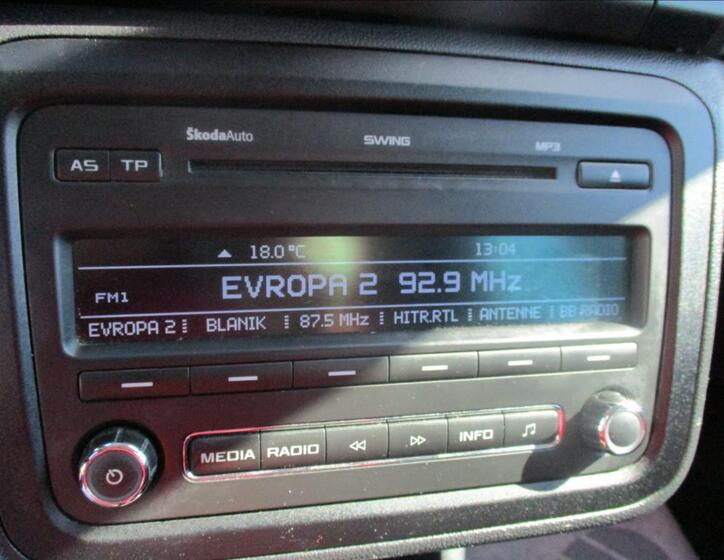 ŠkodaAuto SWING MP3
AS TP
18.0°C 13:04
FM1 EVROPA 2 92.9 MHz
EVROPA 2 BLANIK 87.5 MHz HITR.RTL ANTENNE BB RADIO
MEDIA RADIO INFO